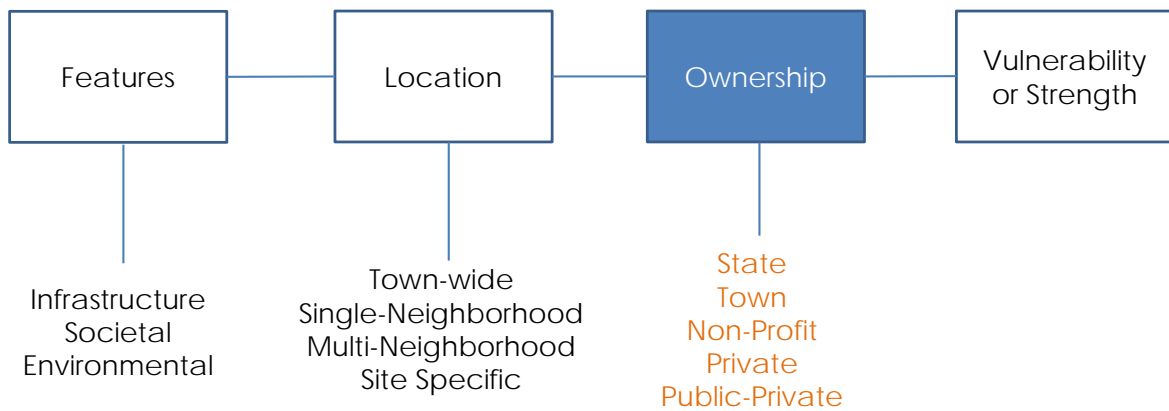 Features
Location
Ownership
Vulnerability
or Strength
Infrastructure
Societal
Environmental
Town-wide
Single-Neighborhood
Multi-Neighborhood
Site Specific
State
Town
Non-Profit
Private
Public-Private